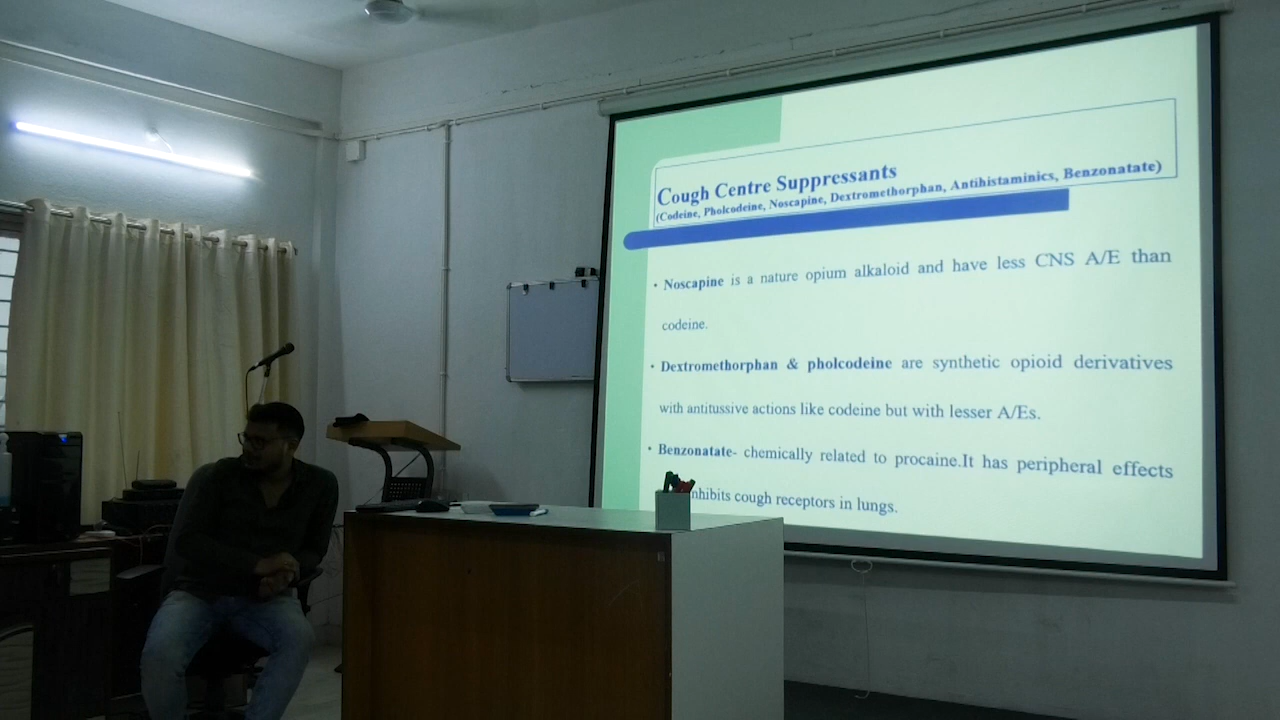 Cough Centre Suppressants
(Codeine, Pholcodeine, Noscapine, Dextromethorphan, Antihistaminics, Benzonatate)
• Noscapine is a nature opium alkaloid and have less CNS A/E than
codeine.
• Dextromethorphan & pholcodeine are synthetic opioid derivatives
with antitussive actions like codeine but with lesser A/Es.
• Benzonatate- chemically related to procaine.It has peripheral effects
nhibits cough receptors in lungs.